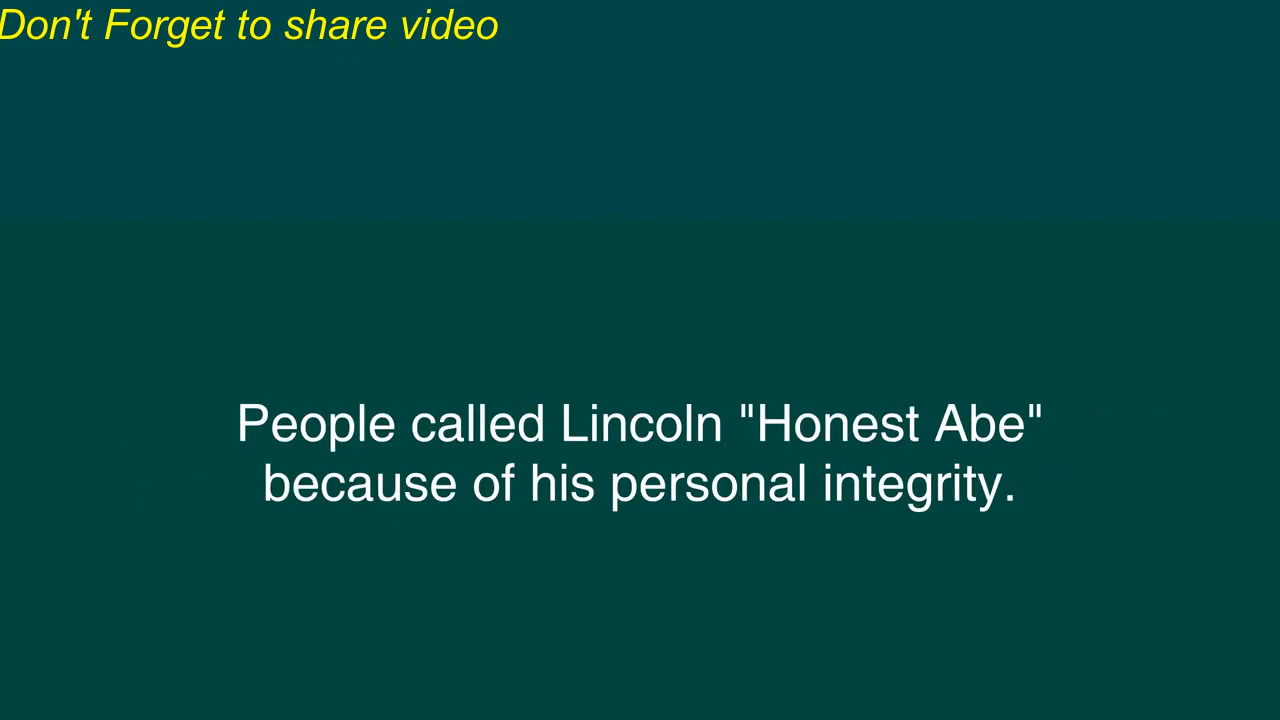 Don't Forget to share video
People called Lincoln "Honest Abe"
because of his personal integrity.